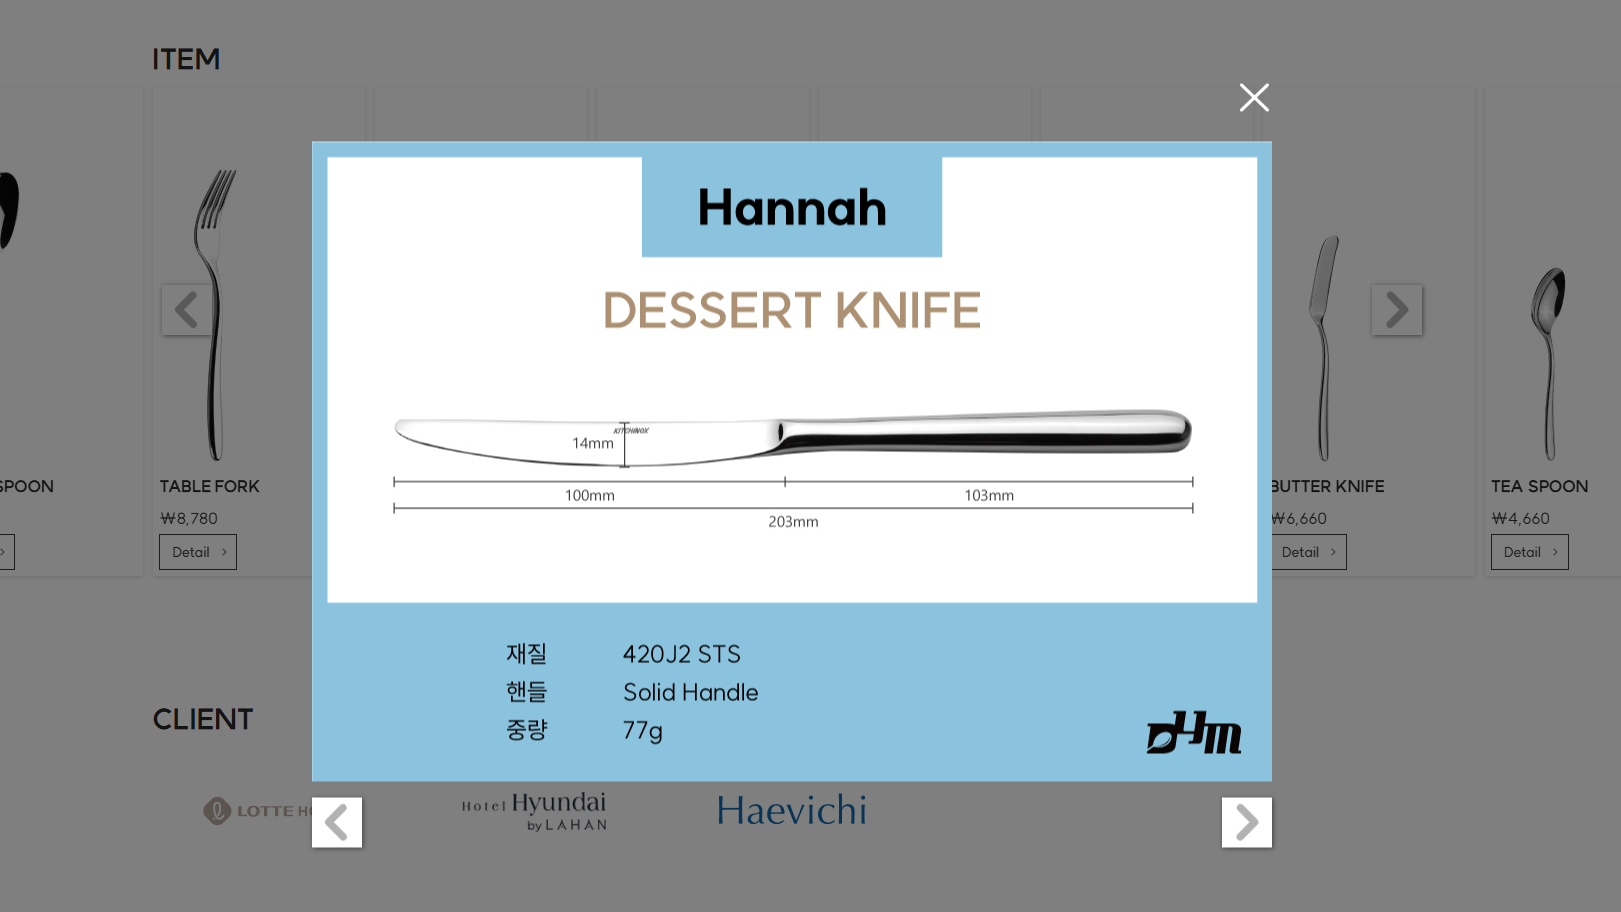 ITEM
Hannah
DESSERT KNIFE
KITCHINOX
14mm
100mm
103mm
203mm
SPOON
TABLE FORK
₩8,780
Detail
BUTTER KNIFE
₩6,660
Detail
TEA SPOON
₩4,660
Detail
재질 420J2 STS
핸들 Solid Handle
중량 77g
DYM
CLIENT
LOTTE
Hotel Hyundai
by LAHAN
Haevichi